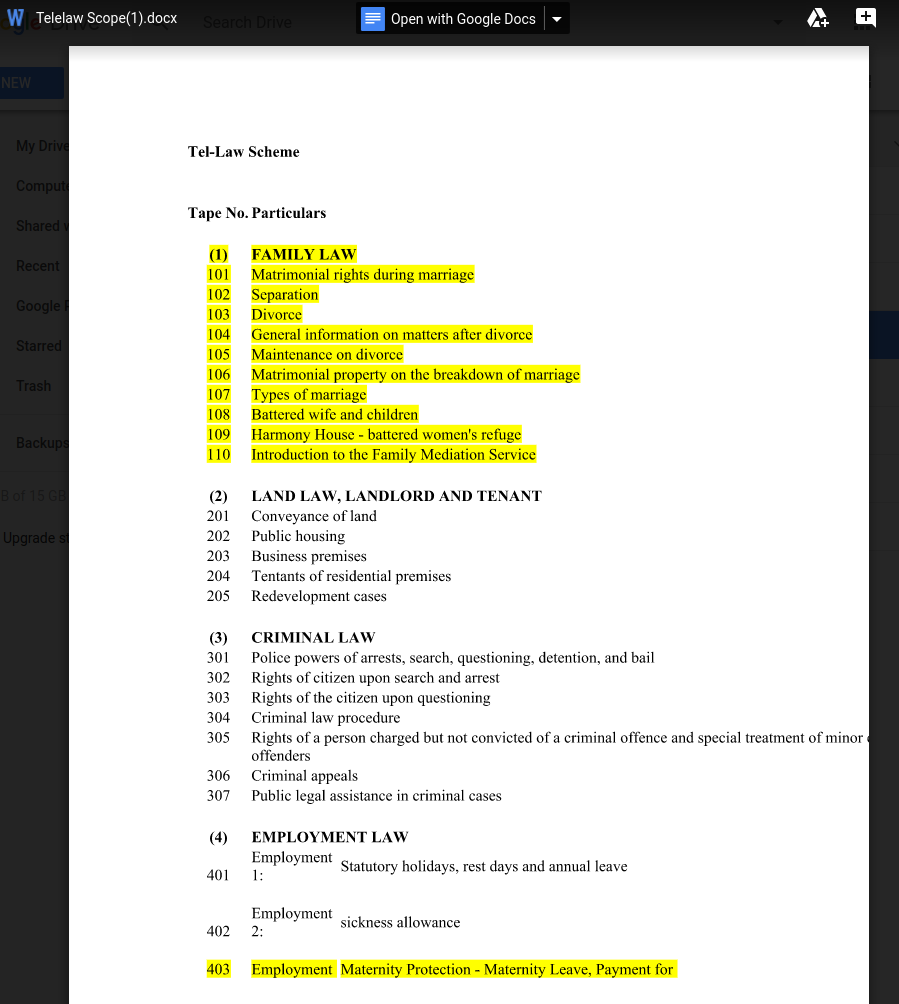 Telelaw Scope(1).docx
Open with Google Docs
Search Drive
NEW
My Drive
Shared w
Recent
Google
Starred
Trash
Backups
B of 15 GB
Upgrade st
Tel-Law Scheme
Tape No. Particulars
(1) FAMILY LAW
101 Matrimonial rights during marriage
102 Separation
103 Divorce
104 General information on matters after divorce
105 Maintenance on divorce
106 Matrimonial property on the breakdown of marriage
107 Types of marriage
108 Battered wife and children
109 Harmony House - battered women's refuge
110 Introduction to the Family Mediation Service
(2) LAND LAW, LANDLORD AND TENANT
201 Conveyance of land
202 Public housing
203 Business premises
204 Tentants of residential premises
205 Redevelopment cases
(3) CRIMINAL LAW
301 Police powers of arrests, search, questioning, detention, and bail
302 Rights of citizen upon search and arrest
303 Rights of the citizen upon questioning
304 Criminal law procedure
305 Rights of a person charged but not convicted of a criminal offence and special treatment of minor
offenders
306 Criminal appeals
307 Public legal assistance in criminal cases
(4) EMPLOYMENT LAW
401 Employment 1: Statutory holidays, rest days and annual leave
402 Employment 2: sickness allowance
403 Employment Maternity Protection - Maternity Leave, Payment for